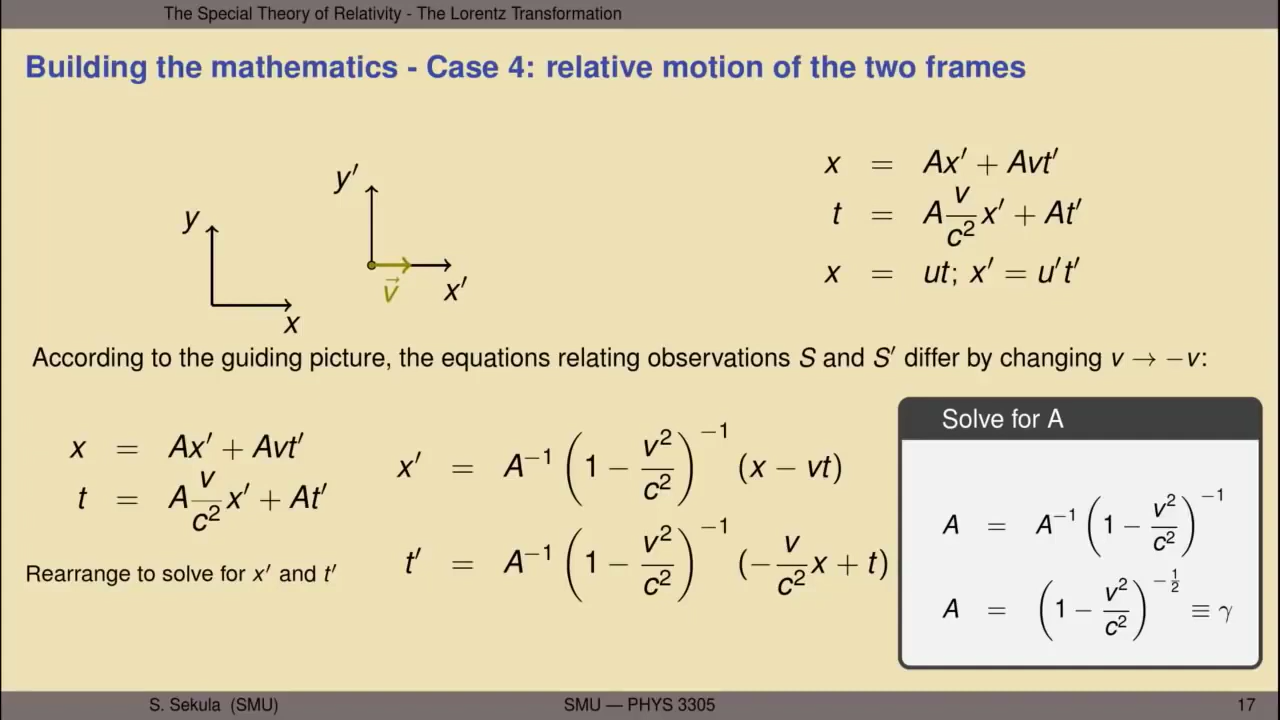 The Special Theory of Relativity - The Lorentz Transformation
Building the mathematics - Case 4: relative motion of the two frames
y
x
y′
x′
v⃗
x = Ax′ + Avt′
t = A v/c² x′ + At′
x = ut; x′ = u′t′
According to the guiding picture, the equations relating observations S and S′ differ by changing v → −v:
x = Ax′ + Avt′
t = A v/c² x′ + At′
Rearrange to solve for x′ and t′
x′ = A⁻¹ (1 − v²/c²)⁻¹ (x − vt)
t′ = A⁻¹ (1 − v²/c²)⁻¹ (− v/c² x + t)
Solve for A
A = A⁻¹ (1 − v²/c²)⁻¹
A = (1 − v²/c²)^(−1/2) ≡ γ
S. Sekula (SMU)
SMU — PHYS 3305
17